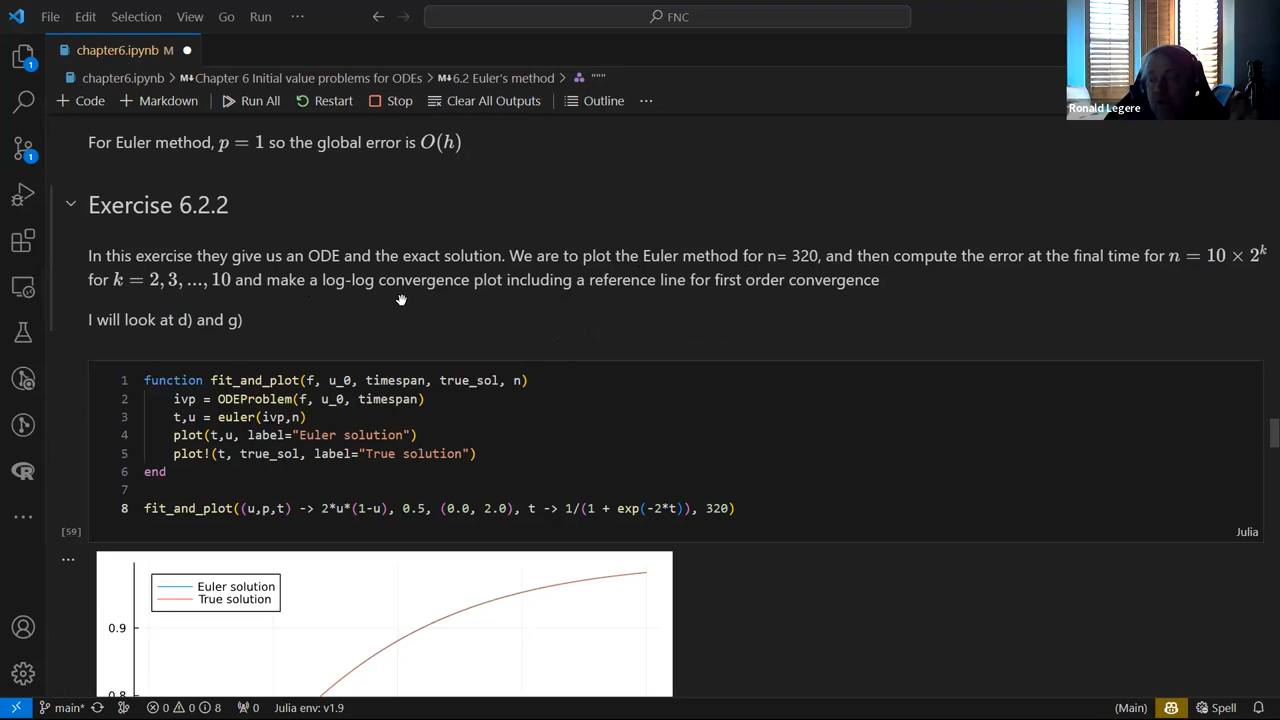 File Edit Selection View Go Run ··· FNC
chapter6.ipynb M
chapter6.ipynb > M↓ Chapter 6: Initial value problems for ODEs > M↓ 6.2 Euler's method > """
+ Code + Markdown Run All Restart Stop Clear All Outputs Outline ···
Ronald Legere
For Euler method, p = 1 so the global error is O(h)
Exercise 6.2.2
In this exercise they give us an ODE and the exact solution. We are to plot the Euler method for n= 320, and then compute the error at the final time for n = 10 × 2^k
for k = 2, 3, ..., 10 and make a log-log convergence plot including a reference line for first order convergence
I will look at d) and g)
1 function fit_and_plot(f, u_0, timespan, true_sol, n)
2 ivp = ODEProblem(f, u_0, timespan)
3 t,u = euler(ivp,n)
4 plot(t,u, label="Euler solution")
5 plot!(t, true_sol, label="True solution")
6 end
7
8 fit_and_plot((u,p,t) -> 2*u*(1-u), 0.5, (0.0, 2.0), t -> 1/(1 + exp(-2*t)), 320)
[59] Julia
···
Euler solution
True solution
0.9
0.8
main* 0 0 8 0 Julia env: v1.9 (Main) Spell